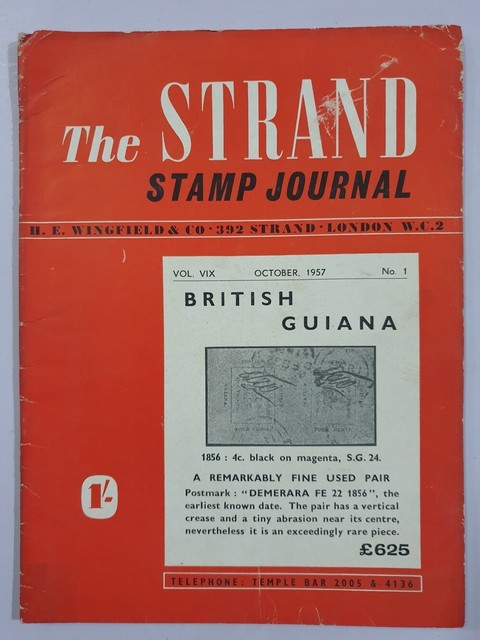 The STRAND
STAMP JOURNAL
H. E. WINGFIELD & CO · 392 STRAND · LONDON W.C.2
VOL. VIX OCTOBER, 1957 No. 1
BRITISH
GUIANA
1856 : 4c. black on magenta, S.G. 24.
A REMARKABLY FINE USED PAIR
Postmark : "DEMERARA FE 22 1856", the
earliest known date. The pair has a vertical
crease and a tiny abrasion near its centre,
nevertheless it is an exceedingly rare piece.
£625
1/-
TELEPHONE: TEMPLE BAR 2005 & 4136